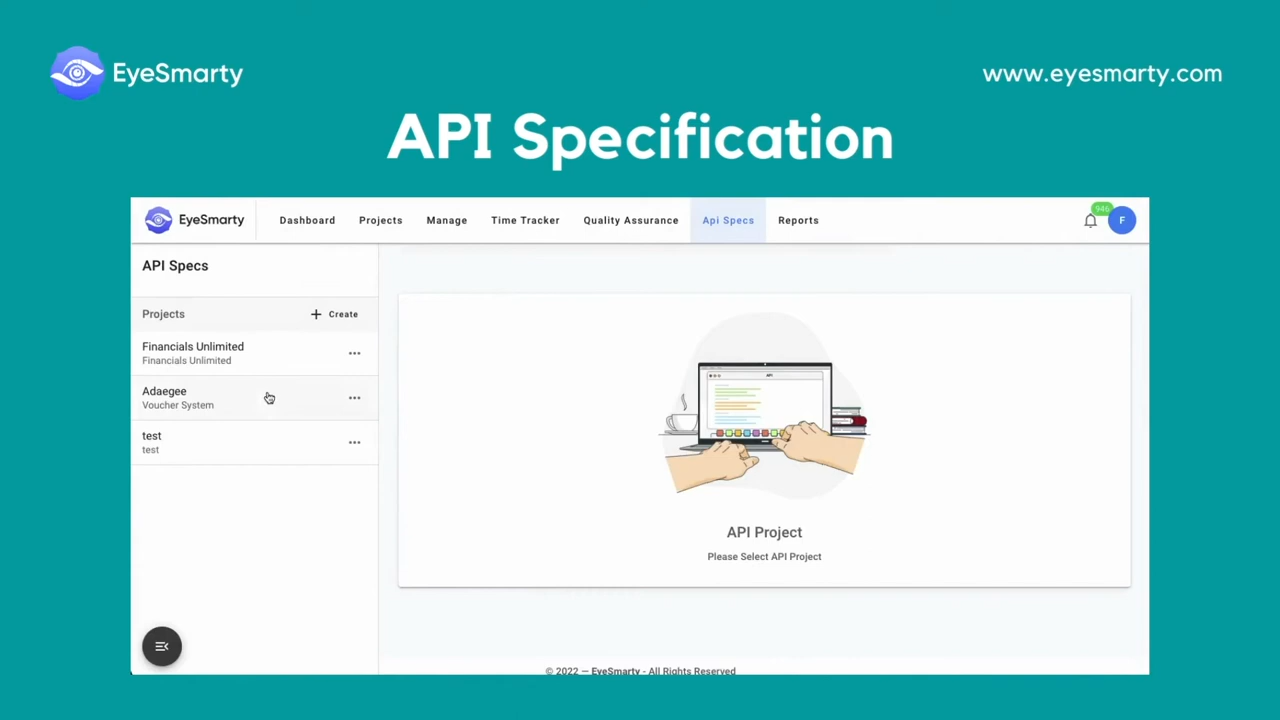 EyeSmarty
www.eyesmarty.com
API Specification
EyeSmarty Dashboard Projects Manage Time Tracker Quality Assurance Api Specs Reports 946 F
API Specs
Projects + Create
Financials Unlimited
Financials Unlimited
Adaegee
Voucher System
test
test
API
API Project
Please Select API Project
© 2022 — EyeSmarty - All Rights Reserved